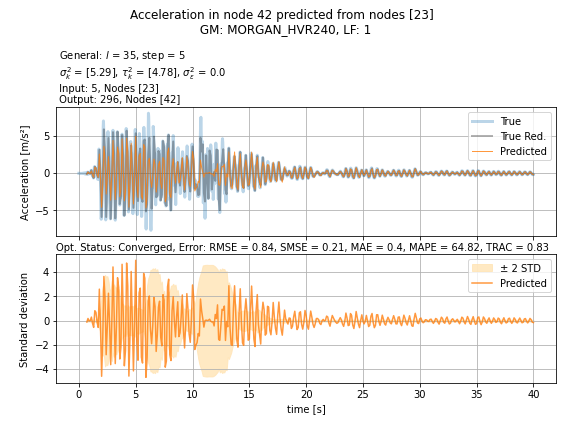 Acceleration in node 42 predicted from nodes [23]
GM: MORGAN_HVR240, LF: 1
General: l = 35, step = 5
σ²ₖ = [5.29], τ²ₖ = [4.78], σ²ε = 0.0
Input: 5, Nodes [23]
Output: 296, Nodes [42]
True
True Red.
Predicted
Acceleration [m/s²]
5
0
−5
Opt. Status: Converged, Error: RMSE = 0.84, SMSE = 0.21, MAE = 0.4, MAPE = 64.82, TRAC = 0.83
± 2 STD
Predicted
Standard deviation
4
2
0
−2
−4
0 5 10 15 20 25 30 35 40
time [s]